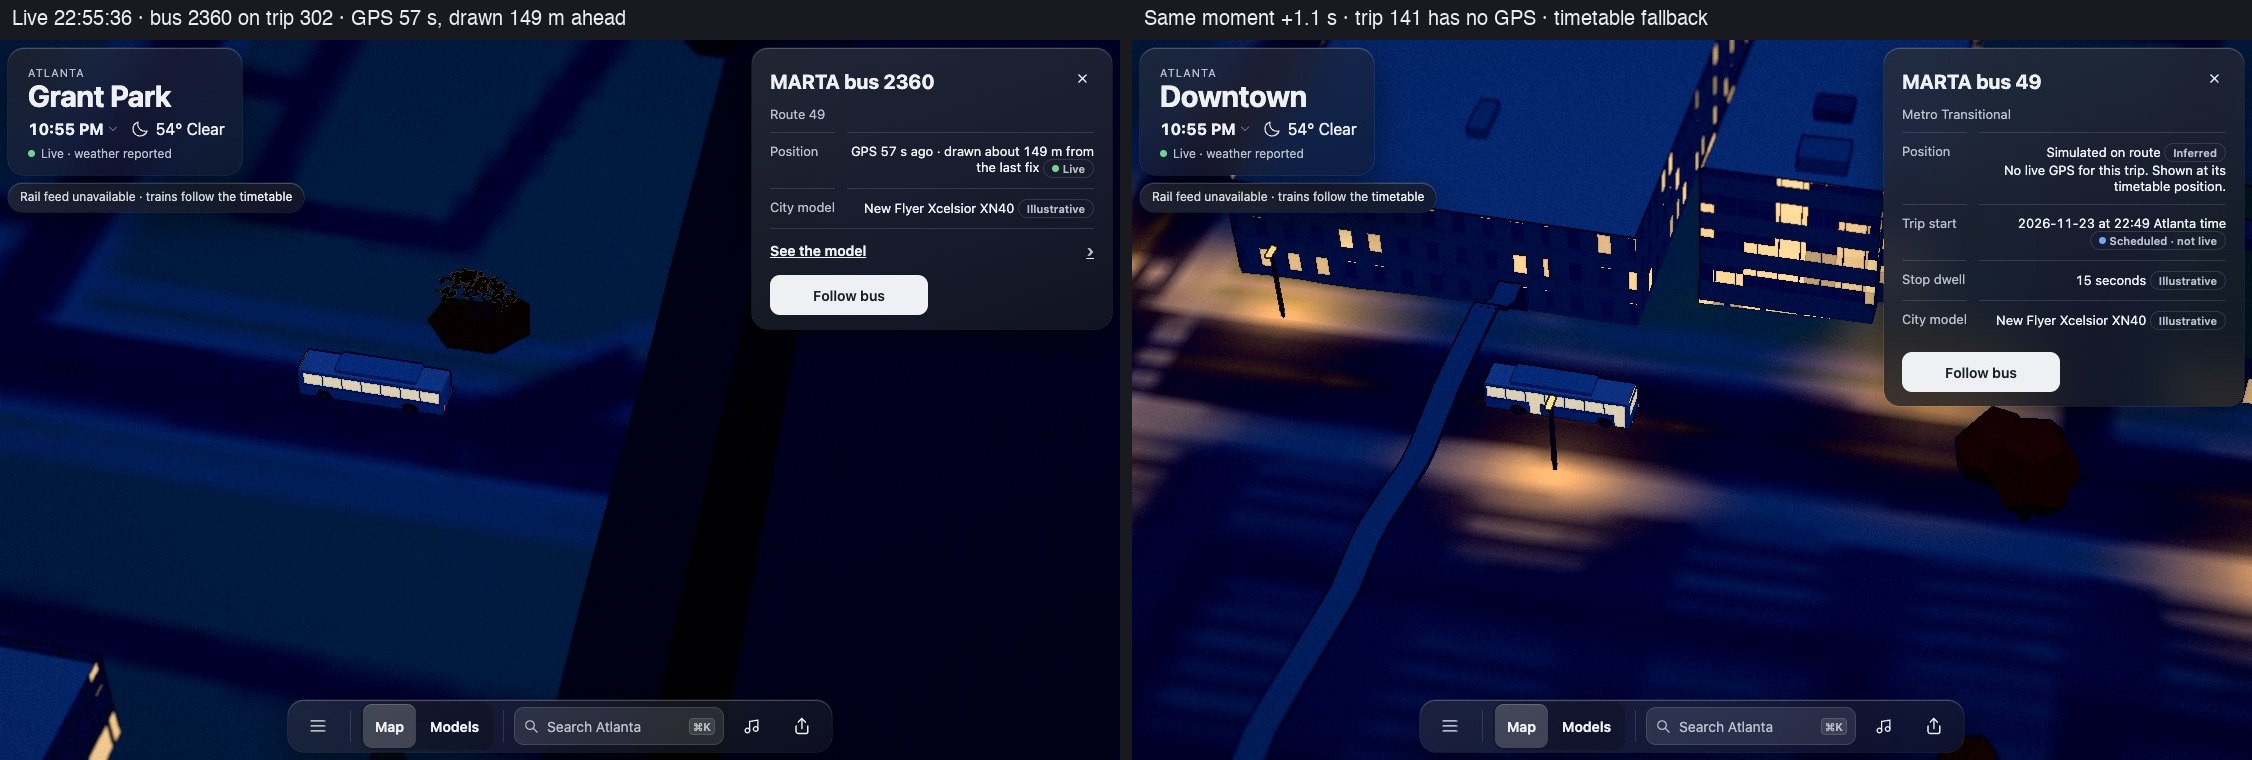 Live 22:55:36 · bus 2360 on trip 302 · GPS 57 s, drawn 149 m ahead
ATLANTA
Grant Park
10:55 PM 54° Clear
Live · weather reported
Rail feed unavailable · trains follow the timetable
MARTA bus 2360
Route 49
Position GPS 57 s ago · drawn about 149 m from
the last fix Live
City model New Flyer Xcelsior XN40 Illustrative
See the model
Follow bus
Map Models Search Atlanta ⌘K
Same moment +1.1 s · trip 141 has no GPS · timetable fallback
ATLANTA
Downtown
10:55 PM 54° Clear
Live · weather reported
Rail feed unavailable · trains follow the timetable
MARTA bus 49
Metro Transitional
Position Simulated on route Inferred
No live GPS for this trip. Shown at its
timetable position.
Trip start 2026-11-23 at 22:49 Atlanta time
Scheduled · not live
Stop dwell 15 seconds Illustrative
City model New Flyer Xcelsior XN40 Illustrative
Follow bus
Map Models Search Atlanta ⌘K